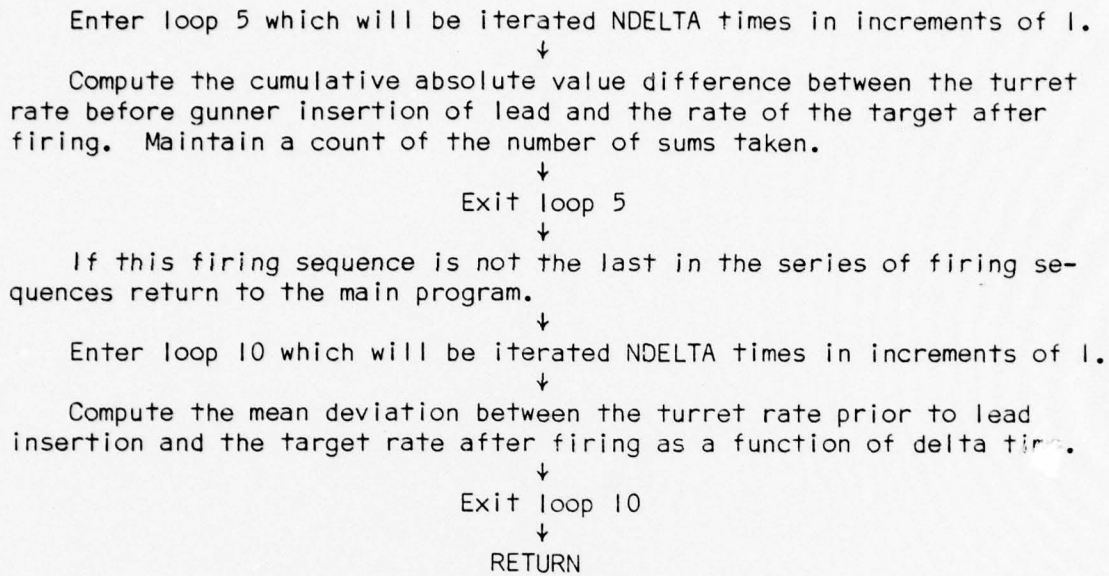 Enter loop 5 which will be iterated NDELTA times in increments of 1.
↓
Compute the cumulative absolute value difference between the turret
rate before gunner insertion of lead and the rate of the target after
firing. Maintain a count of the number of sums taken.
↓
Exit loop 5
↓
If this firing sequence is not the last in the series of firing se-
quences return to the main program.
↓
Enter loop 10 which will be iterated NDELTA times in increments of 1.
↓
Compute the mean deviation between the turret rate prior to lead
insertion and the target rate after firing as a function of delta
↓
Exit loop 10
↓
RETURN